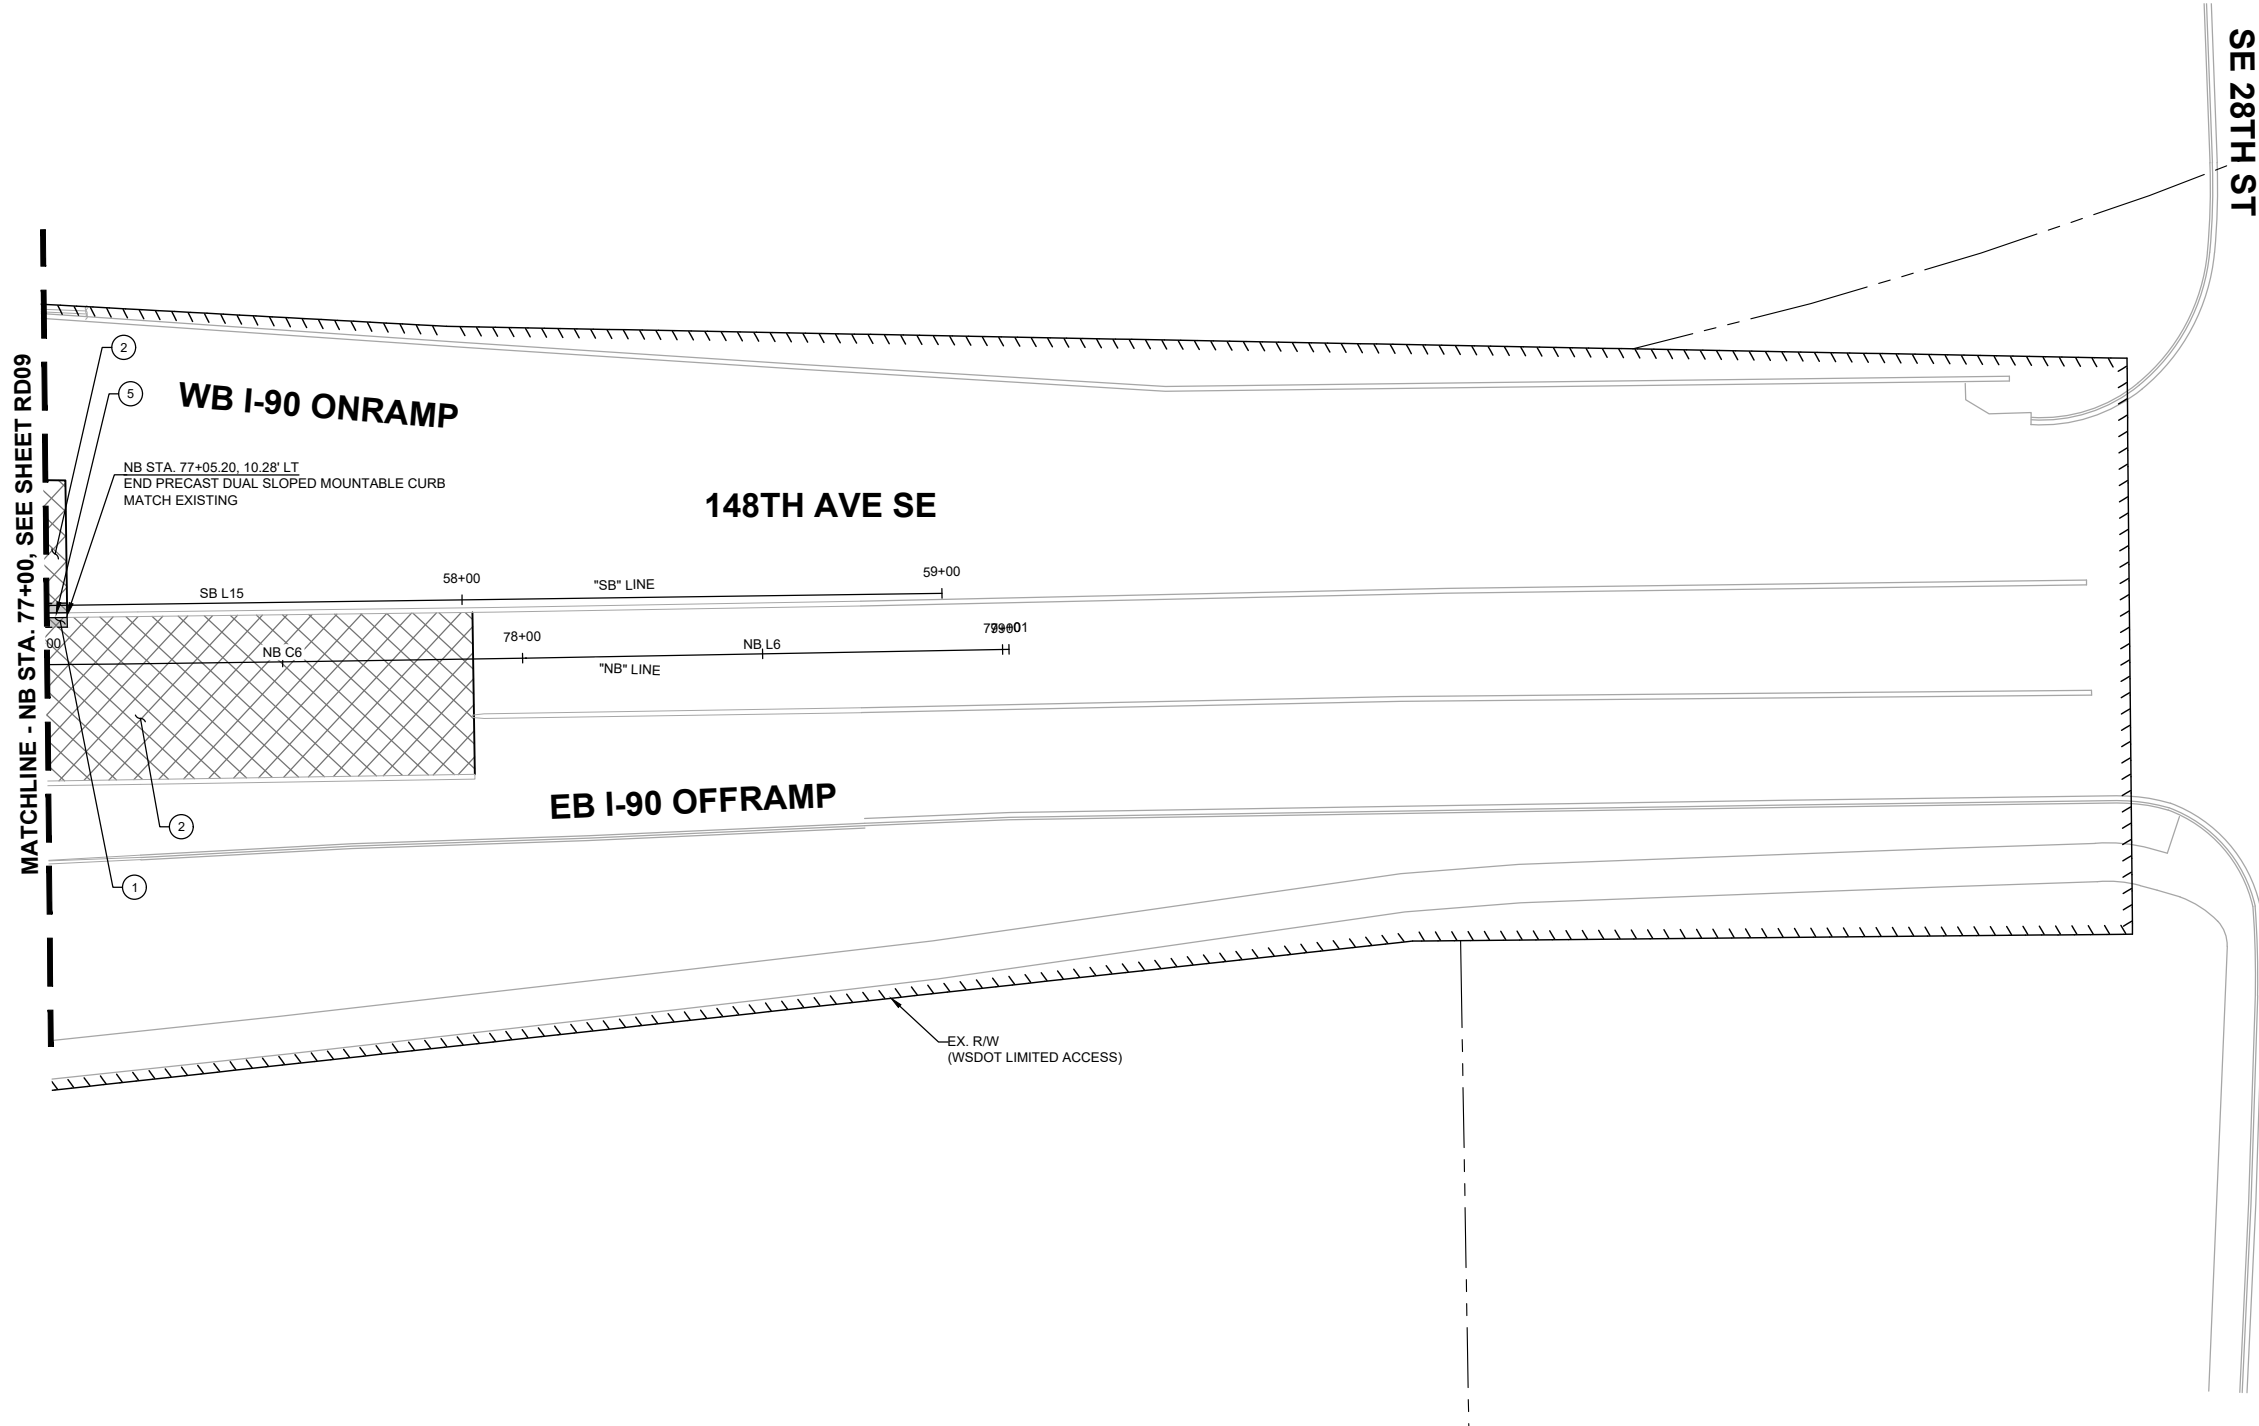 SE 28TH ST
MATCHLINE - NB STA. 77+00, SEE SHEET RD09
2
5
WB I-90 ONRAMP
NB STA. 77+05.20, 10.28' LT
END PRECAST DUAL SLOPED MOUNTABLE CURB
MATCH EXISTING
148TH AVE SE
SB L15
58+00
"SB" LINE
59+00
00
NB C6
78+00
"NB" LINE
NB L6
2
EB I-90 OFFRAMP
1
EX. R/W
(WSDOT LIMITED ACCESS)